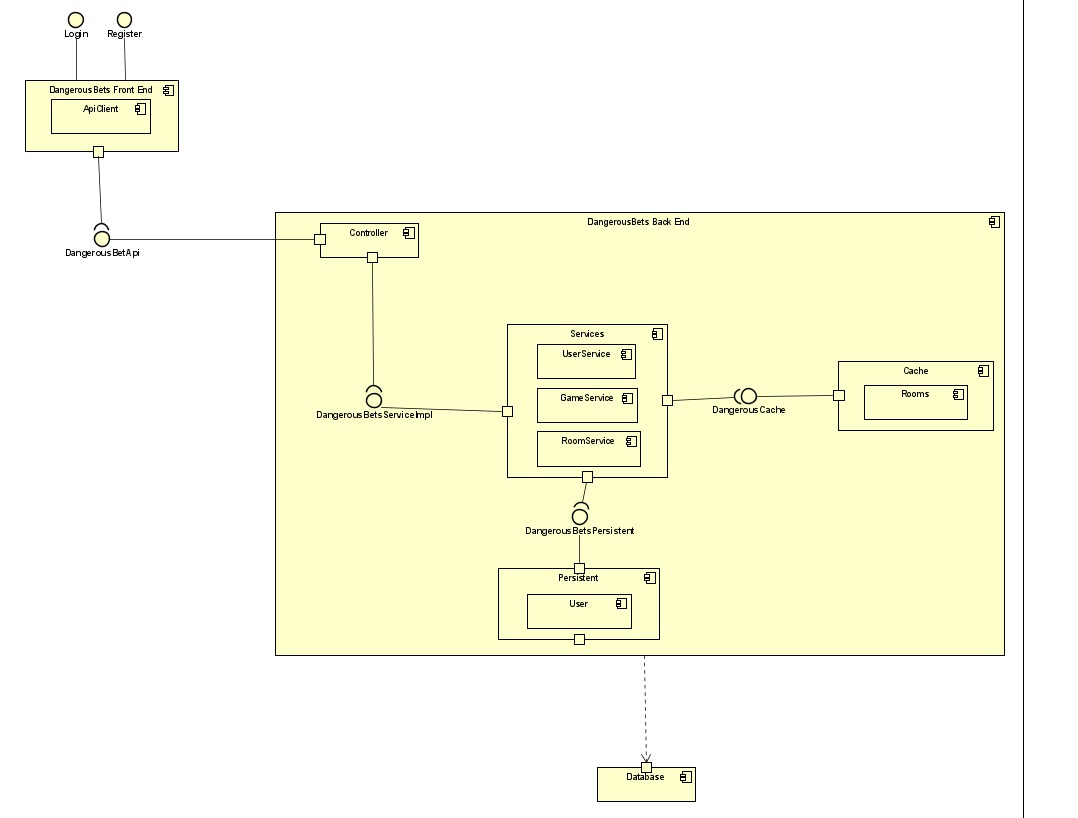 Login
Register
DangerousBets Front End
ApiClient
DangerousBetApi
DangerousBets Back End
Controller
Services
UserService
GameService
RoomService
DangerousBetsServiceImpl
DangerousCache
Cache
Rooms
DangerousBetsPersistent
Persistent
User
Database